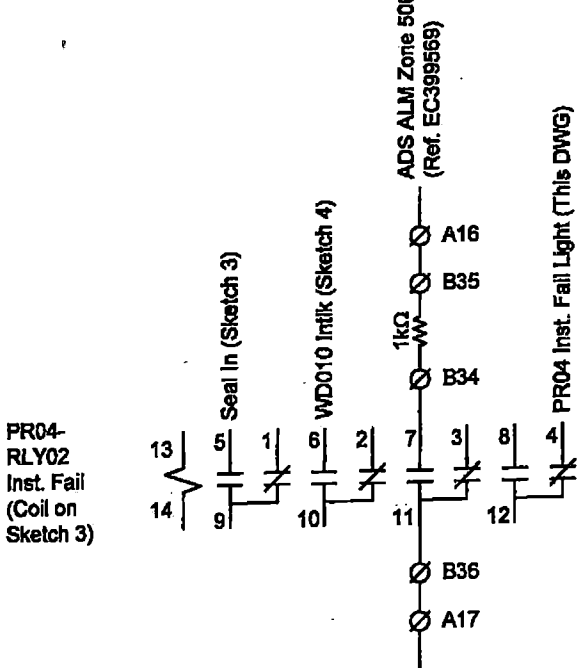 ADS ALM Zone 500
(Ref. EC399569)
A16
B35
1kΩ
B34
Seal In (Sketch 3)
WD010 Intlk (Sketch 4)
PR04 Inst. Fail Light (This DWG)
PR04-
RLY02
Inst. Fail
(Coil on
Sketch 3)
13
14
5
1
9
6
2
10
7
3
11
8
4
12
B36
A17